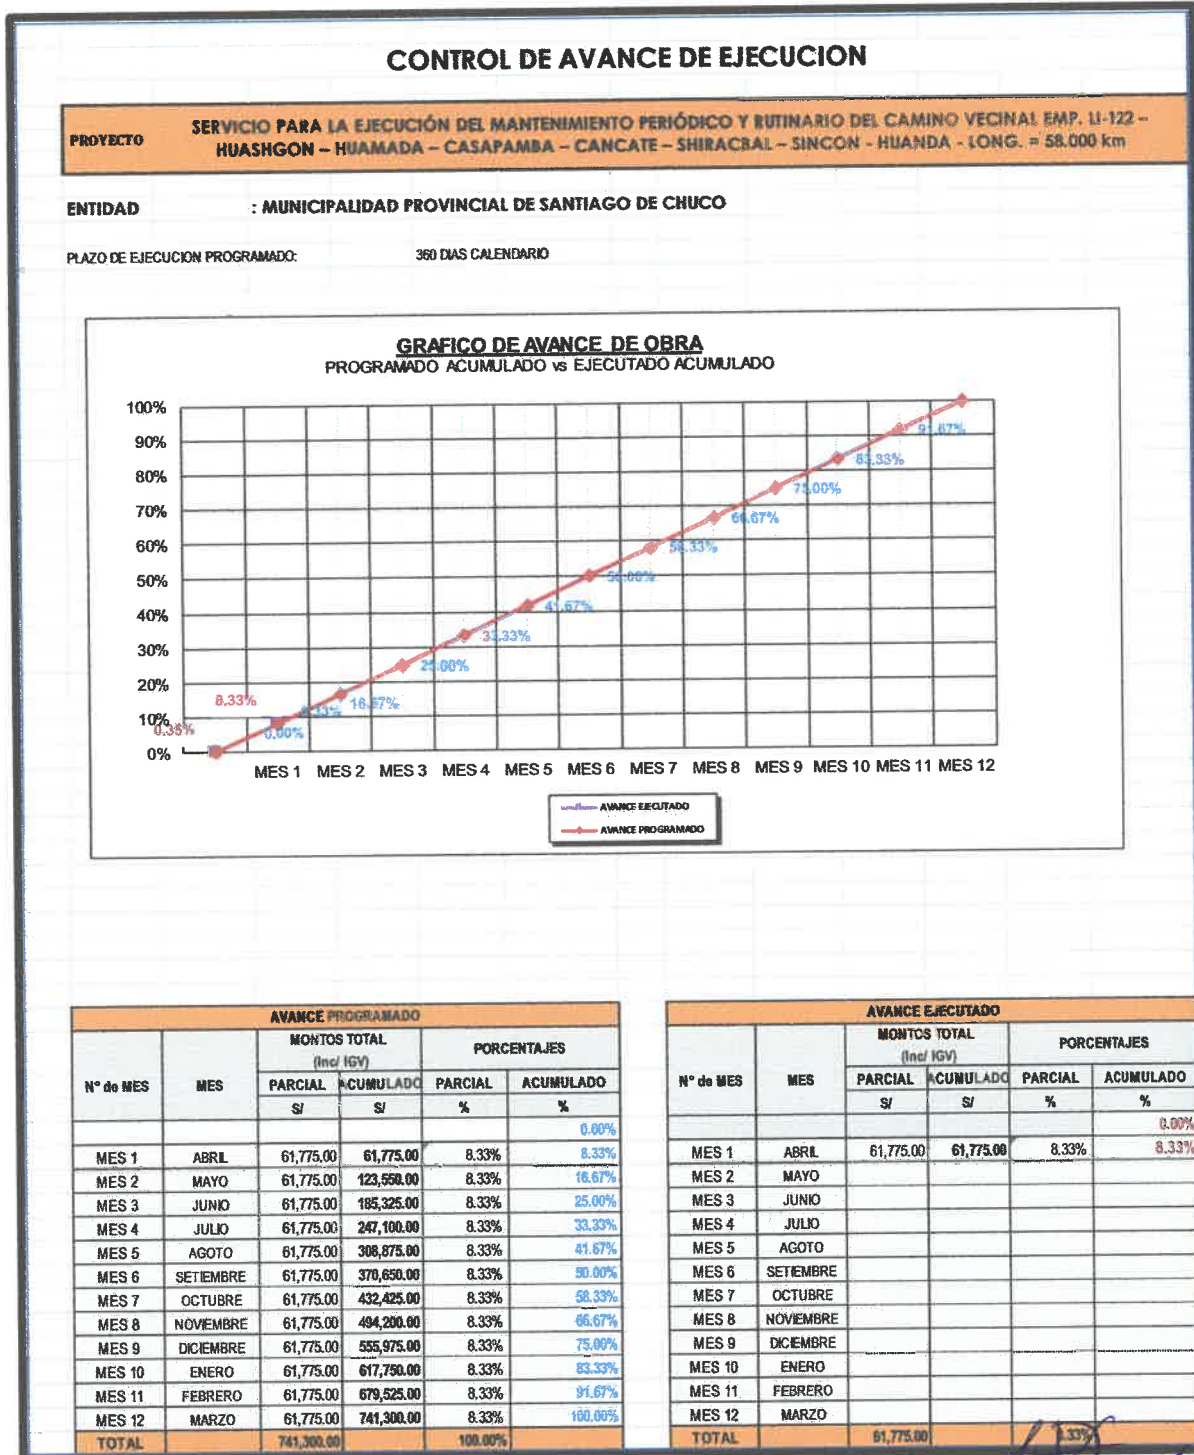 CONTROL DE AVANCE DE EJECUCION
PROYECTO
SERVICIO PARA LA EJECUCIÓN DEL MANTENIMIENTO PERIÓDICO Y RUTINARIO DEL CAMINO VECINAL EMP. LI-122 –
HUASHGON – HUAMADA – CASAPAMBA – CANCATE – SHIRACBAL – SINCON - HUANDA - LONG. = 58.000 km
ENTIDAD : MUNICIPALIDAD PROVINCIAL DE SANTIAGO DE CHUCO
PLAZO DE EJECUCION PROGRAMADO: 360 DIAS CALENDARIO
GRAFICO DE AVANCE DE OBRA
PROGRAMADO ACUMULADO vs EJECUTADO ACUMULADO
100%
90%
80%
70%
60%
50%
40%
30%
20%
10%
0%
8.33%
0.35%
0.00%
8.33%
16.67%
25.00%
33.33%
41.67%
50.00%
58.33%
66.67%
75.00%
83.33%
91.67%
MES 1 MES 2 MES 3 MES 4 MES 5 MES 6 MES 7 MES 8 MES 9 MES 10 MES 11 MES 12
AVANCE EJECUTADO
AVANCE PROGRAMADO
AVANCE PROGRAMADO
N° de MES MES MONTOS TOTAL PORCENTAJES
(Inc/ IGV)
PARCIAL ACUMULADO PARCIAL ACUMULADO
S/ S/ % %
0.00%
MES 1 ABRIL 61,775.00 61,775.00 8.33% 8.33%
MES 2 MAYO 61,775.00 123,550.00 8.33% 16.67%
MES 3 JUNIO 61,775.00 185,325.00 8.33% 25.00%
MES 4 JULIO 61,775.00 247,100.00 8.33% 33.33%
MES 5 AGOTO 61,775.00 308,875.00 8.33% 41.67%
MES 6 SETIEMBRE 61,775.00 370,650.00 8.33% 50.00%
MES 7 OCTUBRE 61,775.00 432,425.00 8.33% 58.33%
MES 8 NOVIEMBRE 61,775.00 494,200.00 8.33% 66.67%
MES 9 DICIEMBRE 61,775.00 555,975.00 8.33% 75.00%
MES 10 ENERO 61,775.00 617,750.00 8.33% 83.33%
MES 11 FEBRERO 61,775.00 679,525.00 8.33% 91.67%
MES 12 MARZO 61,775.00 741,300.00 8.33% 100.00%
TOTAL 741,300.00 100.00%
AVANCE EJECUTADO
N° de MES MES MONTOS TOTAL PORCENTAJES
(Inc/ IGV)
PARCIAL ACUMULADO PARCIAL ACUMULADO
S/ S/ % %
0.00%
MES 1 ABRIL 61,775.00 61,775.00 8.33% 8.33%
MES 2 MAYO
MES 3 JUNIO
MES 4 JULIO
MES 5 AGOTO
MES 6 SETIEMBRE
MES 7 OCTUBRE
MES 8 NOVIEMBRE
MES 9 DICIEMBRE
MES 10 ENERO
MES 11 FEBRERO
MES 12 MARZO
TOTAL 61,775.00 8.33%